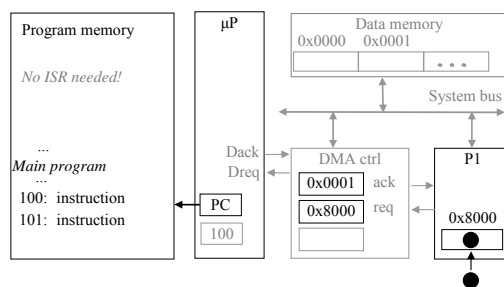 Program memory
No ISR needed!
...
Main program
...
100: instruction
101: instruction
μP
Dack
Dreq
PC
100
Data memory
0x0000 0x0001
...
System bus
DMA ctrl
0x0001 ack
0x8000 req
P1
0x8000